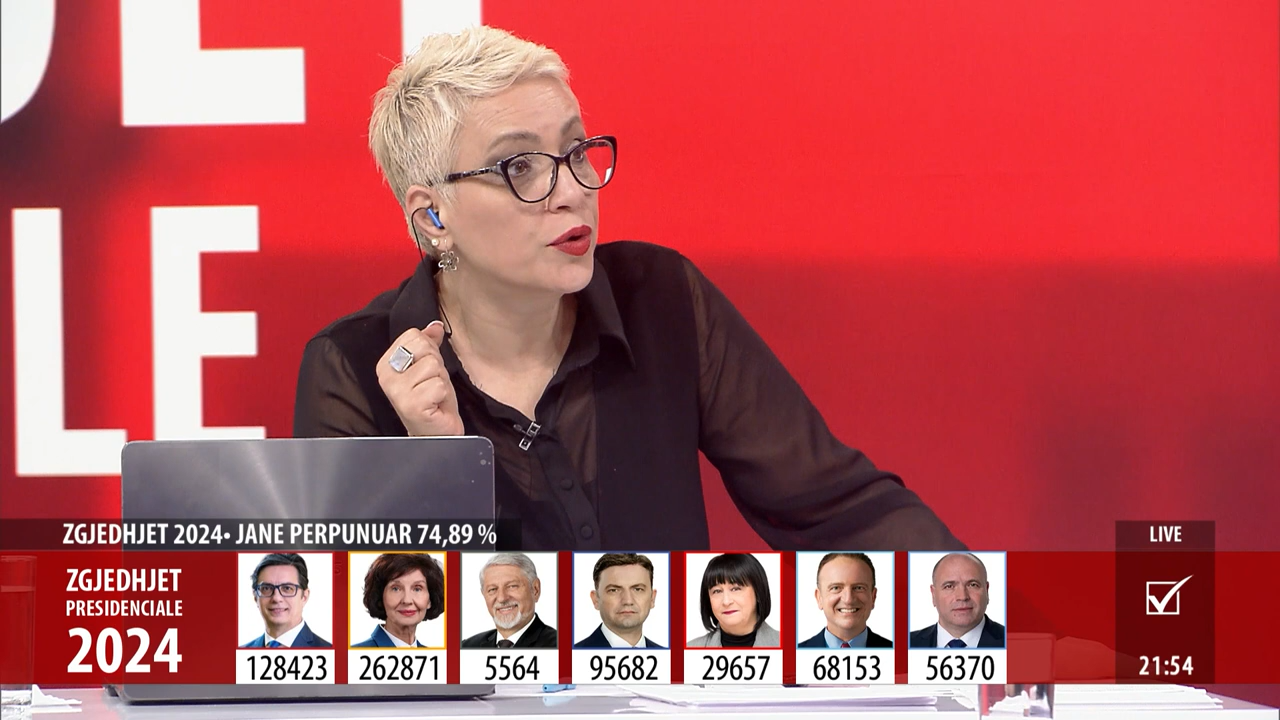 LE
ZGJEDHJET 2024• JANE PERPUNUAR 74,89 %
ZGJEDHJET
PRESIDENCIALE
2024
128423
262871
5564
95682
29657
68153
56370
LIVE
21:54